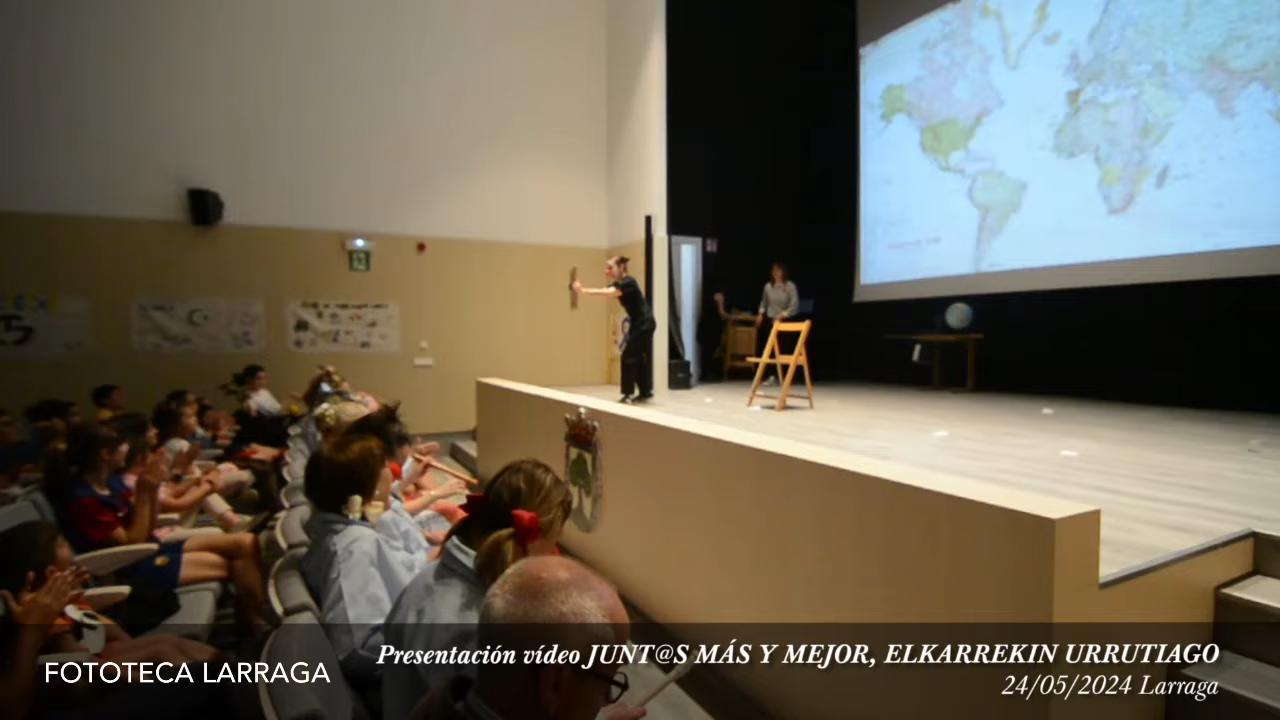 Presentación vídeo JUNT@S MÁS Y MEJOR, ELKARREKIN URRUTIAGO
FOTOTECA LARRAGA
24/05/2024 Larraga